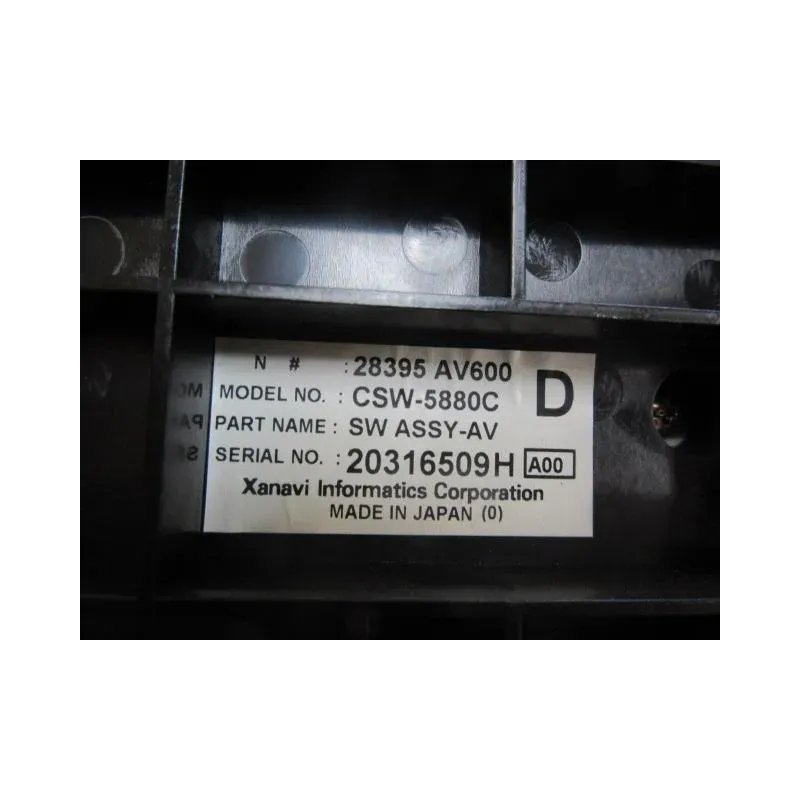 N # : 28395 AV600
MODEL NO. : CSW-5880C D
PART NAME : SW ASSY-AV
SERIAL NO. : 20316509H A00
Xanavi Informatics Corporation
MADE IN JAPAN (0)